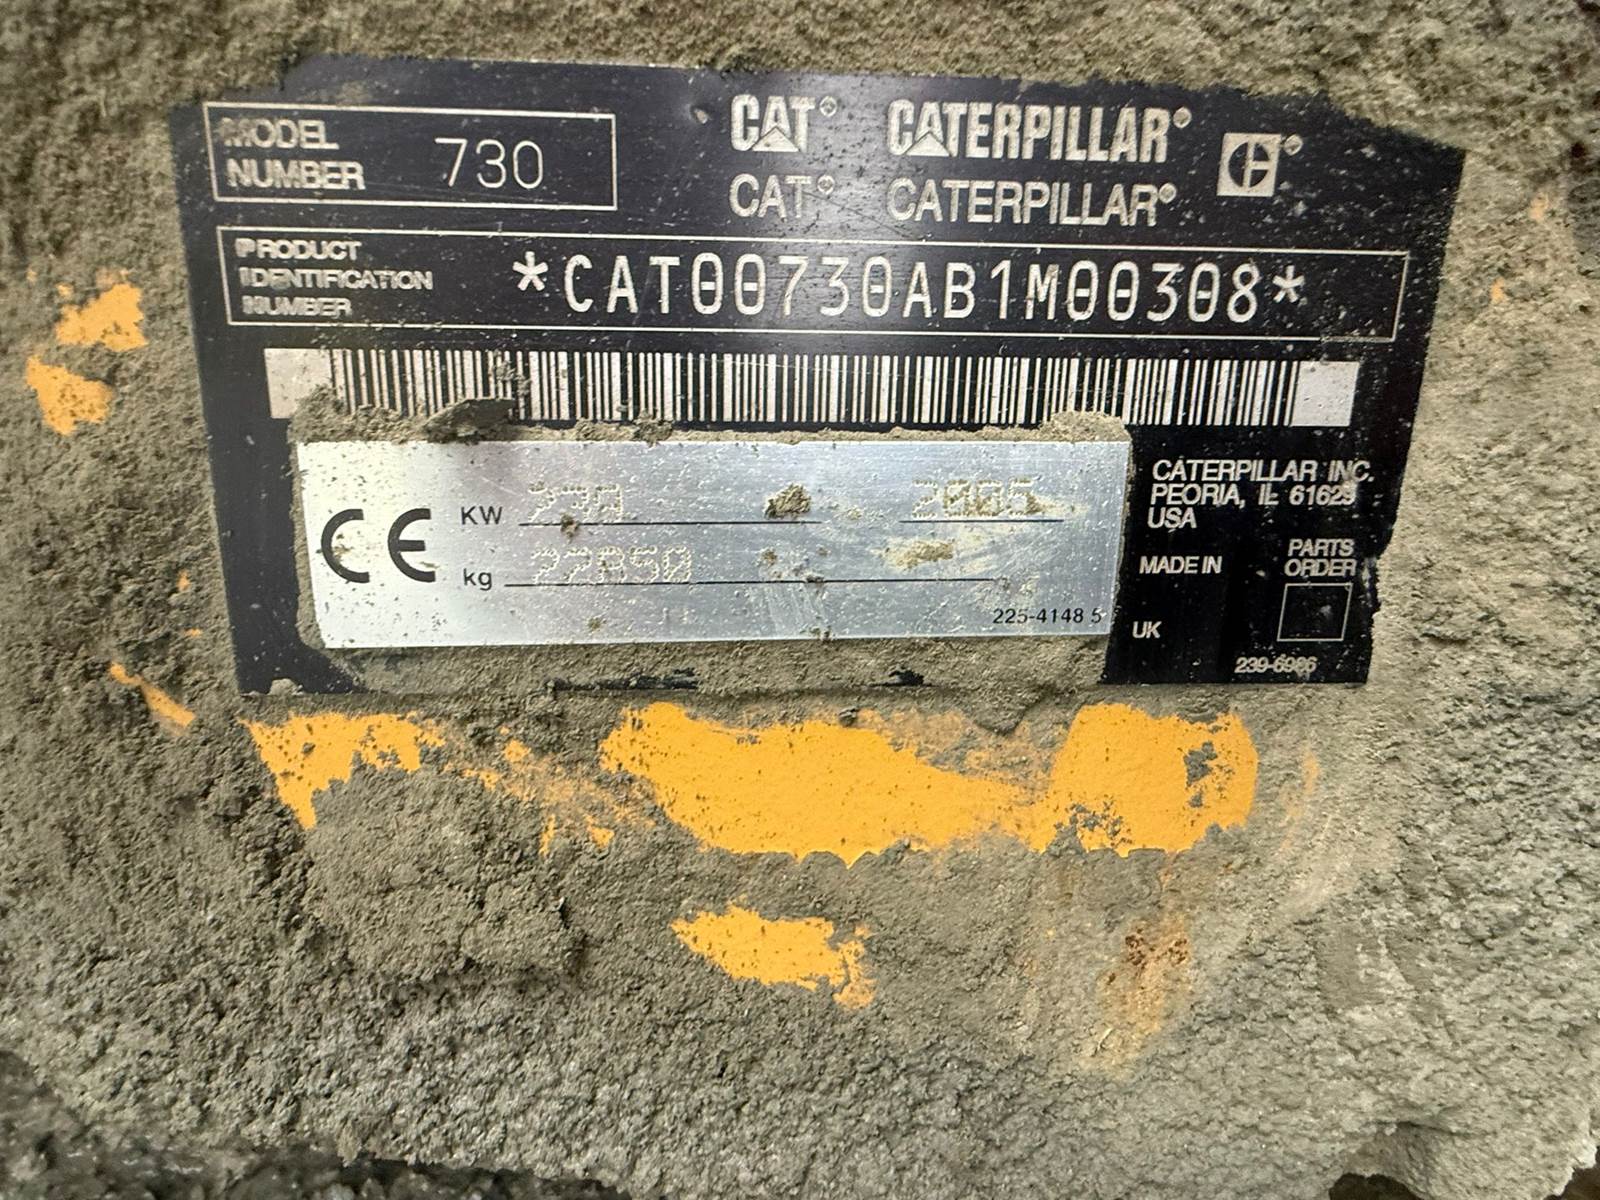 MODEL NUMBER 730
CAT® CATERPILLAR®
CAT® CATERPILLAR®
PRODUCT IDENTIFICATION NUMBER *CAT00730AB1M00308*
CE
KW 2005
kg 22850
225-4148 5
CATERPILLAR INC.
PEORIA, IL 61629
USA
MADE IN
UK
PARTS
ORDER
239-6986